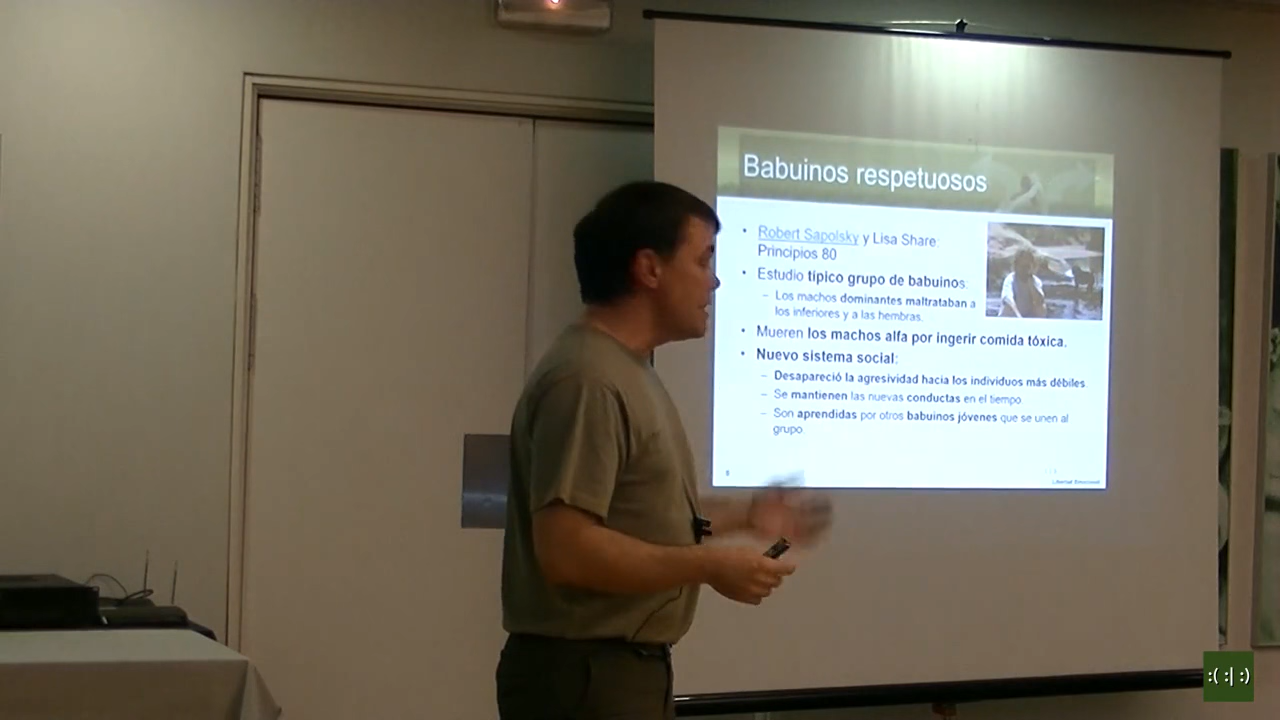 Babuinos respetuosos
• Robert Sapolsky y Lisa Share:
Principios 80
• Estudio típico grupo de babuinos:
– Los machos dominantes maltrataban a
los inferiores y a las hembras.
• Mueren los machos alfa por ingerir comida tóxica.
• Nuevo sistema social:
– Desapareció la agresividad hacia los individuos más débiles.
– Se mantienen las nuevas conductas en el tiempo.
– Son aprendidas por otros babuinos jóvenes que se unen al
grupo.
Libertad Emocional
:( :| :)